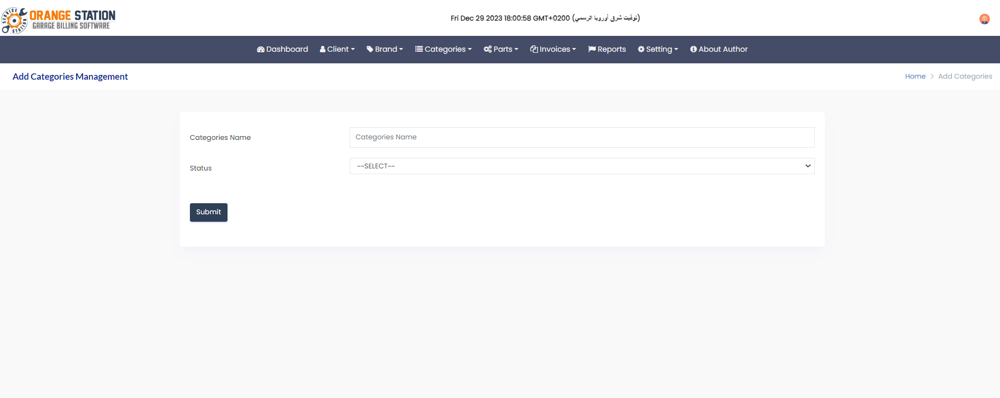 SERVICE STATION
ORANGE STATION
GARAGE BILLING SOFTWARE
Fri Dec 29 2023 18:00:58 GMT+0200 (توقيت شرق أوروبا الرسمي)
Dashboard Client Brand Categories Parts Invoices Reports Setting About Author
Add Categories Management
Home > Add Categories
Categories Name Categories Name
Status ~~SELECT~~
Submit